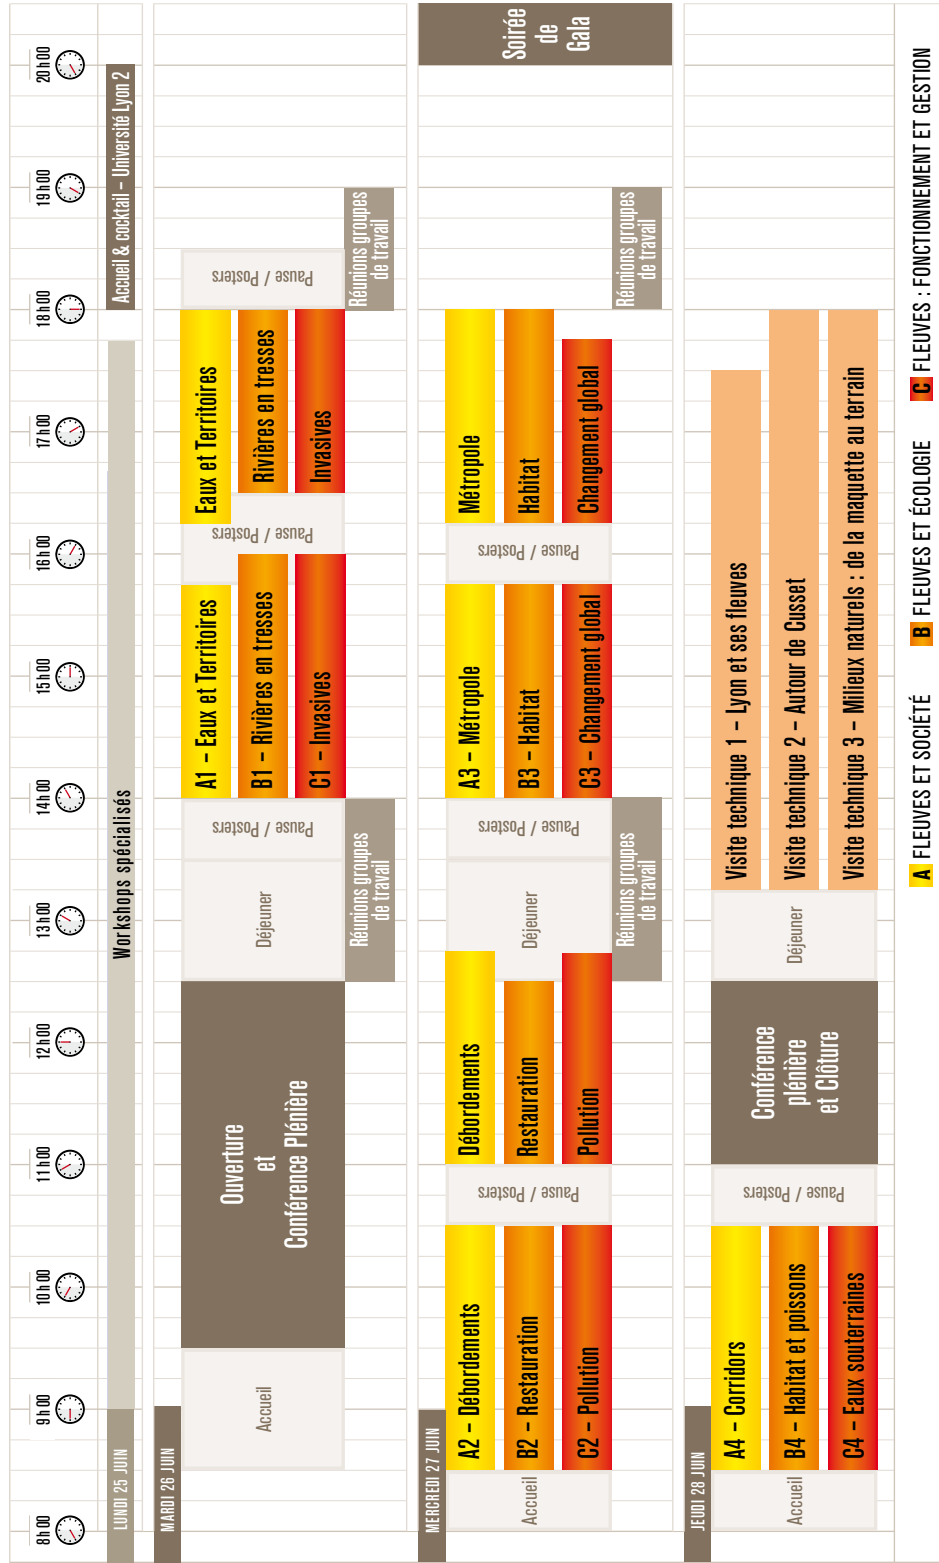 8h00
9h00
10h00
11h00
12h00
13h00
14h00
15h00
16h00
17h00
18h00
19h00
20h00
LUNDI 25 JUIN
Workshops spécialisés
Accueil & cocktail – Université Lyon 2
MARDI 26 JUIN
Accueil
Ouverture
et
Conférence Plénière
Déjeuner
Pause / Posters
Réunions groupes
de travail
A1 – Eaux et Territoires
B1 – Rivières en tresses
C1 – Invasives
Pause / Posters
Eaux et Territoires
Rivières en tresses
Invasives
Pause / Posters
Réunions groupes
de travail
MERCREDI 27 JUIN
Accueil
A2 – Débordements
B2 – Restauration
C2 – Pollution
Pause / Posters
Débordements
Restauration
Pollution
Déjeuner
Pause / Posters
Réunions groupes
de travail
A3 – Métropole
B3 – Habitat
C3 – Changement global
Pause / Posters
Métropole
Habitat
Changement global
Réunions groupes
de travail
Soirée
de
Gala
JEUDI 28 JUIN
Accueil
A4 – Corridors
B4 – Habitat et poissons
C4 – Eaux souterraines
Pause / Posters
Conférence
plénière
et Clôture
Déjeuner
Visite technique 1 – Lyon et ses fleuves
Visite technique 2 – Autour de Cusset
Visite technique 3 – Milieux naturels : de la maquette au terrain
A FLEUVES ET SOCIÉTÉ
B FLEUVES ET ÉCOLOGIE
C FLEUVES : FONCTIONNEMENT ET GESTION